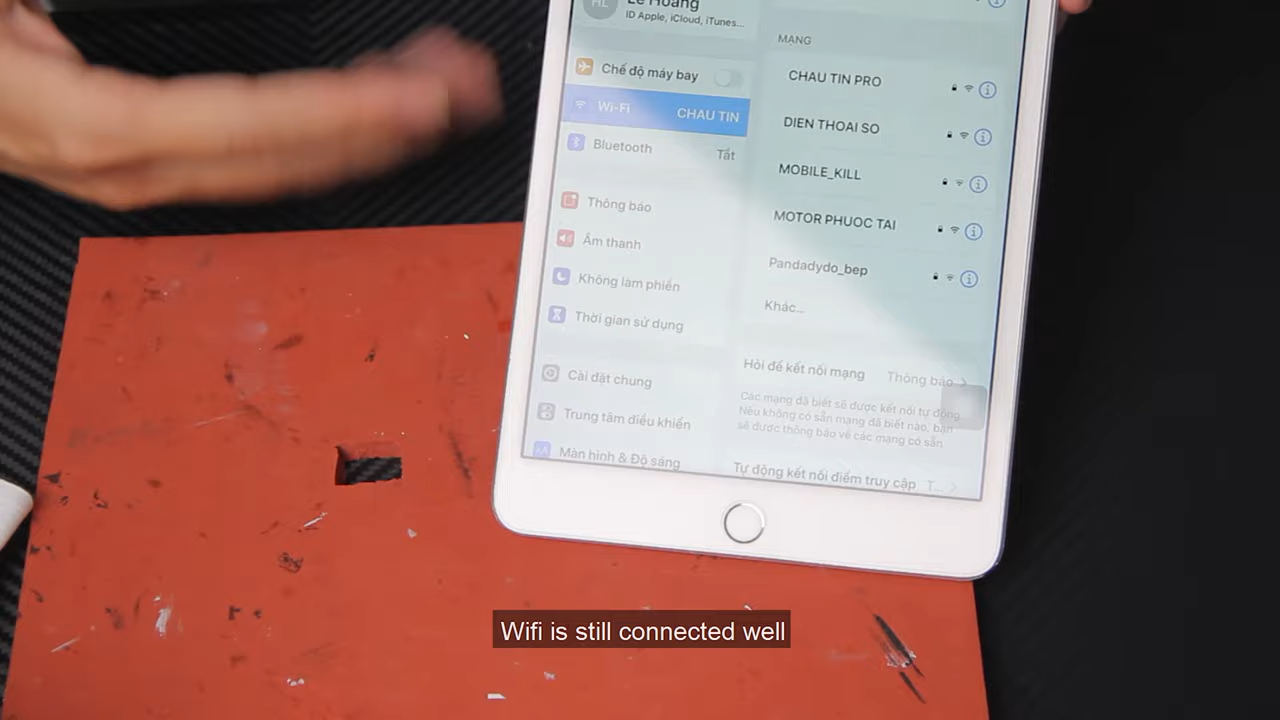 HL
Lê Hoàng
ID Apple, iCloud, iTunes...
Chế độ máy bay
Wi-Fi CHAU TIN
Bluetooth Tắt
Thông báo
Âm thanh
Không làm phiền
Thời gian sử dụng
Cài đặt chung
Trung tâm điều khiển
AA Màn hình & Độ sáng
MẠNG
CHAU TIN PRO
DIEN THOAI SO
MOBILE_KILL
MOTOR PHUOC TAI
Pandadydo_bep
Khác...
Hỏi để kết nối mạng Thông báo
Các mạng đã biết sẽ được kết nối tự động.
Nếu không có sẵn mạng đã biết nào, bạn
sẽ được thông báo về các mạng có sẵn.
Tự động kết nối điểm truy cập T...
Wifi is still connected well